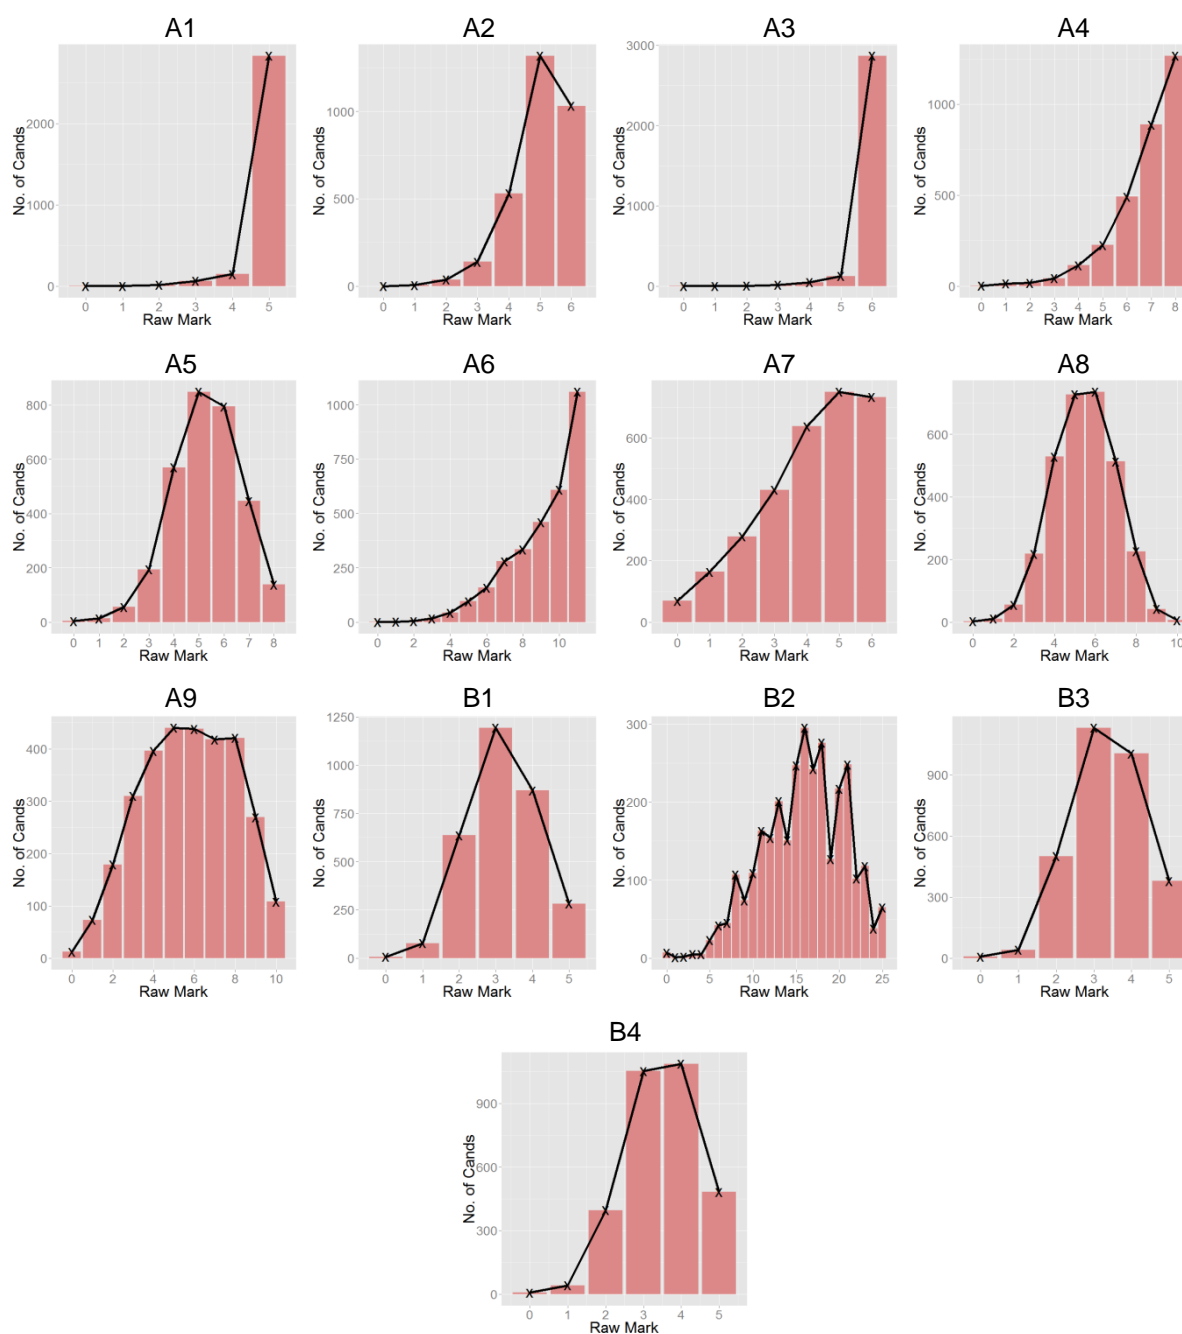 A1
No. of Cands
2000
1000
0
0 1 2 3 4 5
Raw Mark
A2
No. of Cands
1000
500
0
0 1 2 3 4 5 6
Raw Mark
A3
No. of Cands
3000
2000
1000
0
0 1 2 3 4 5 6
Raw Mark
A4
No. of Cands
1000
500
0
0 1 2 3 4 5 6 7 8
Raw Mark
A5
No. of Cands
800
600
400
200
0
0 1 2 3 4 5 6 7 8
Raw Mark
A6
No. of Cands
1000
750
500
250
0
0 2 4 6 8 10
Raw Mark
A7
No. of Cands
600
400
200
0
0 1 2 3 4 5 6
Raw Mark
A8
No. of Cands
600
400
200
0
0 2 4 6 8 10
Raw Mark
A9
No. of Cands
400
300
200
100
0
0 2 4 6 8 10
Raw Mark
B1
No. of Cands
1250
1000
750
500
250
0
0 1 2 3 4 5
Raw Mark
B2
No. of Cands
300
200
100
0
0 5 10 15 20 25
Raw Mark
B3
No. of Cands
900
600
300
0
0 1 2 3 4 5
Raw Mark
B4
No. of Cands
900
600
300
0
0 1 2 3 4 5
Raw Mark